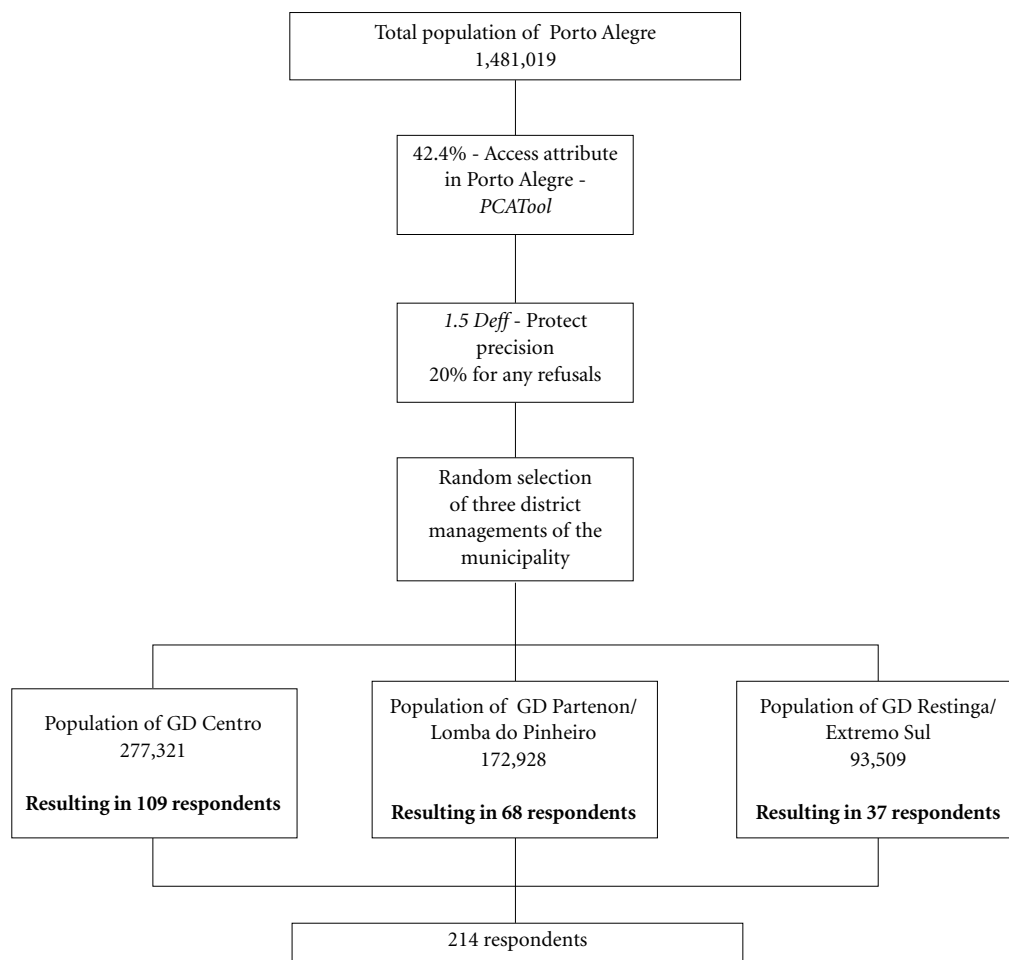 Total population of Porto Alegre
1,481,019
42.4% - Access attribute
in Porto Alegre -
PCATool
1.5 Deff - Protect
precision
20% for any refusals
Random selection
of three district
managements of the
municipality
Population of GD Centro
277,321
Resulting in 109 respondents
Population of GD Partenon/
Lomba do Pinheiro
172,928
Resulting in 68 respondents
Population of GD Restinga/
Extremo Sul
93,509
Resulting in 37 respondents
214 respondents